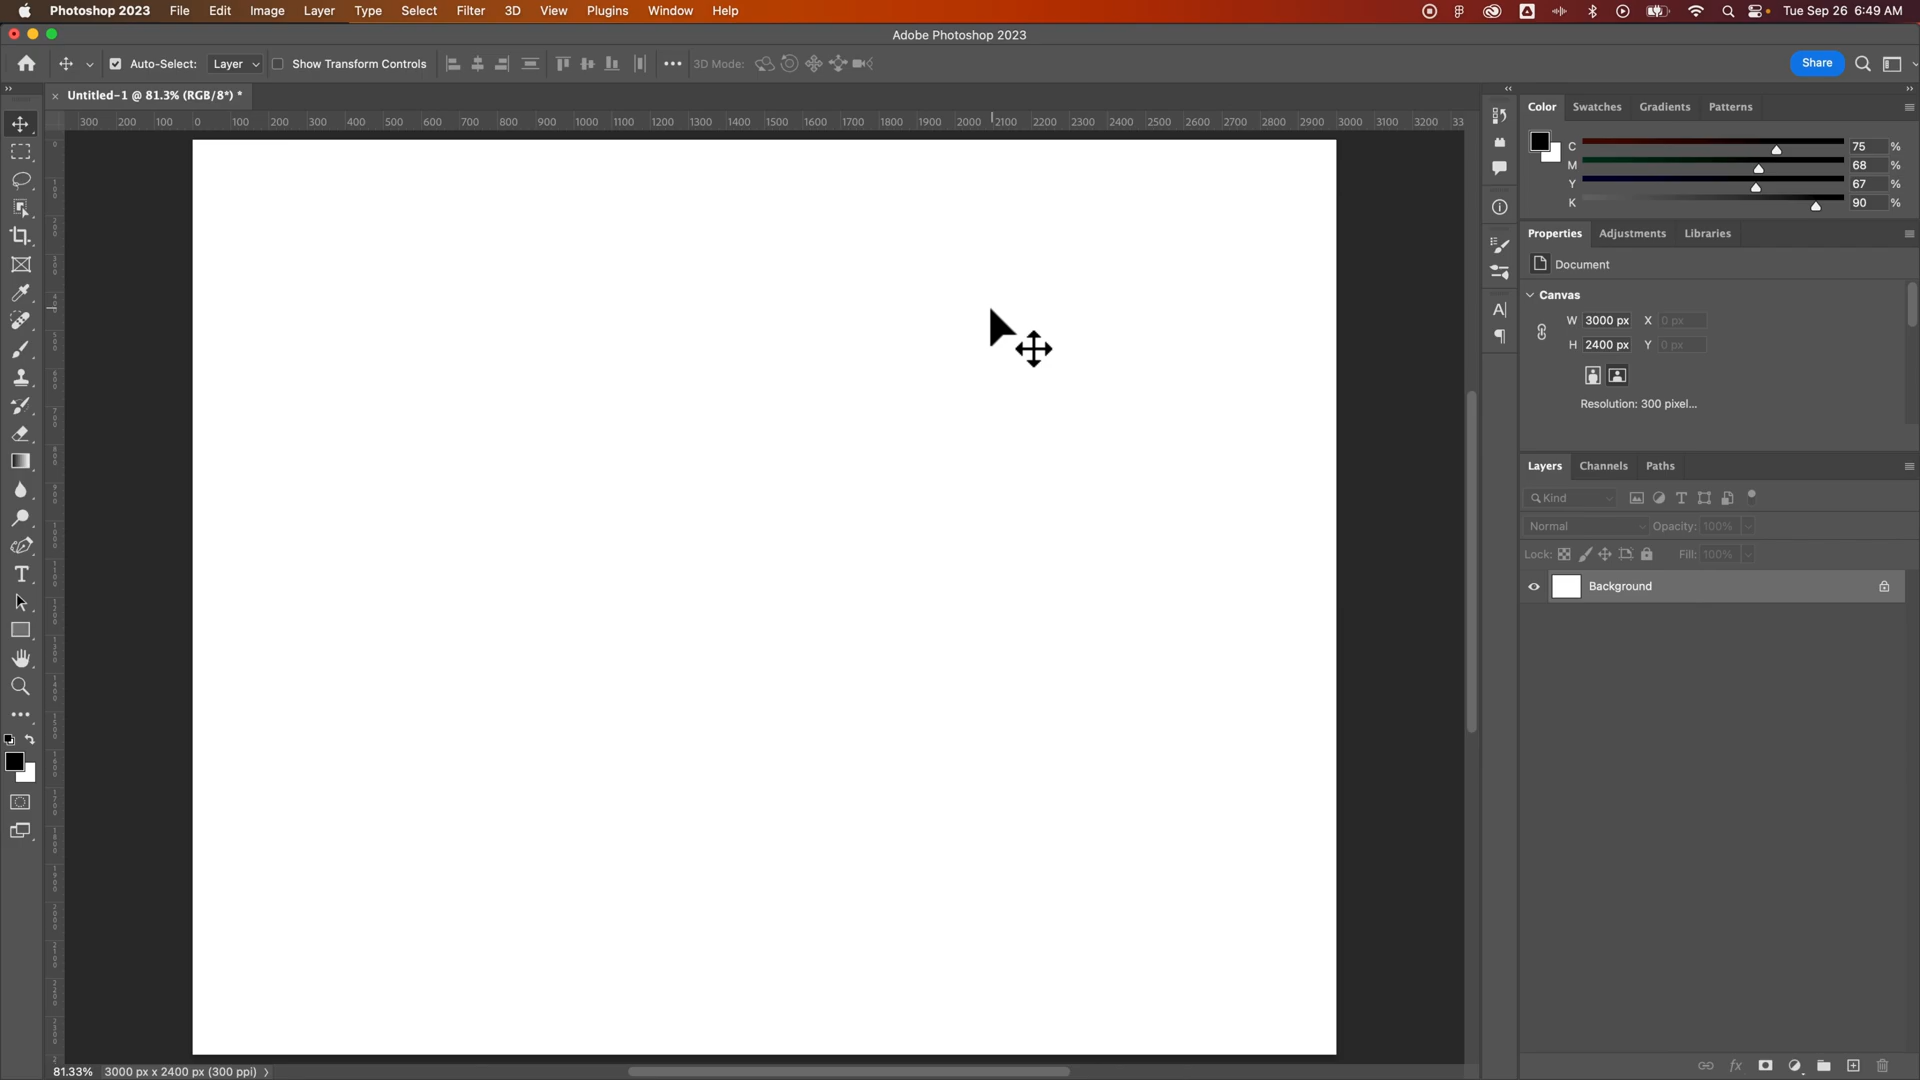 Photoshop 2023 File Edit Image Layer Type Select Filter 3D View Plugins Window Help Tue Sep 26 6:49 AM
Adobe Photoshop 2023
Auto-Select: Layer Show Transform Controls 3D Mode: Share
Untitled-1 @ 81.3% (RGB/8*) *
300 200 100 0 100 200 300 400 500 600 700 800 900 1000 1100 1200 1300 1400 1500 1600 1700 1800 1900 2000 2100 2200 2300 2400 2500 2600 2700 2800 2900 3000 3100 3200 33
Color Swatches Gradients Patterns
C 75 %
M 68 %
Y 67 %
K 90 %
Properties Adjustments Libraries
Document
Canvas
W 3000 px X 0 px
H 2400 px Y 0 px
Resolution: 300 pixel...
Layers Channels Paths
Kind
Normal Opacity: 100%
Lock: Fill: 100%
Background
81.33% 3000 px x 2400 px (300 ppi)